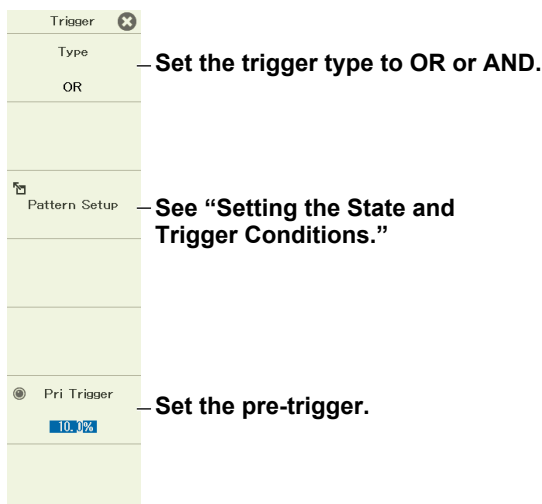 Trigger
Type
OR
Set the trigger type to OR or AND.
Pattern Setup
See “Setting the State and
Trigger Conditions.”
Pri Trigger
10.0%
Set the pre-trigger.